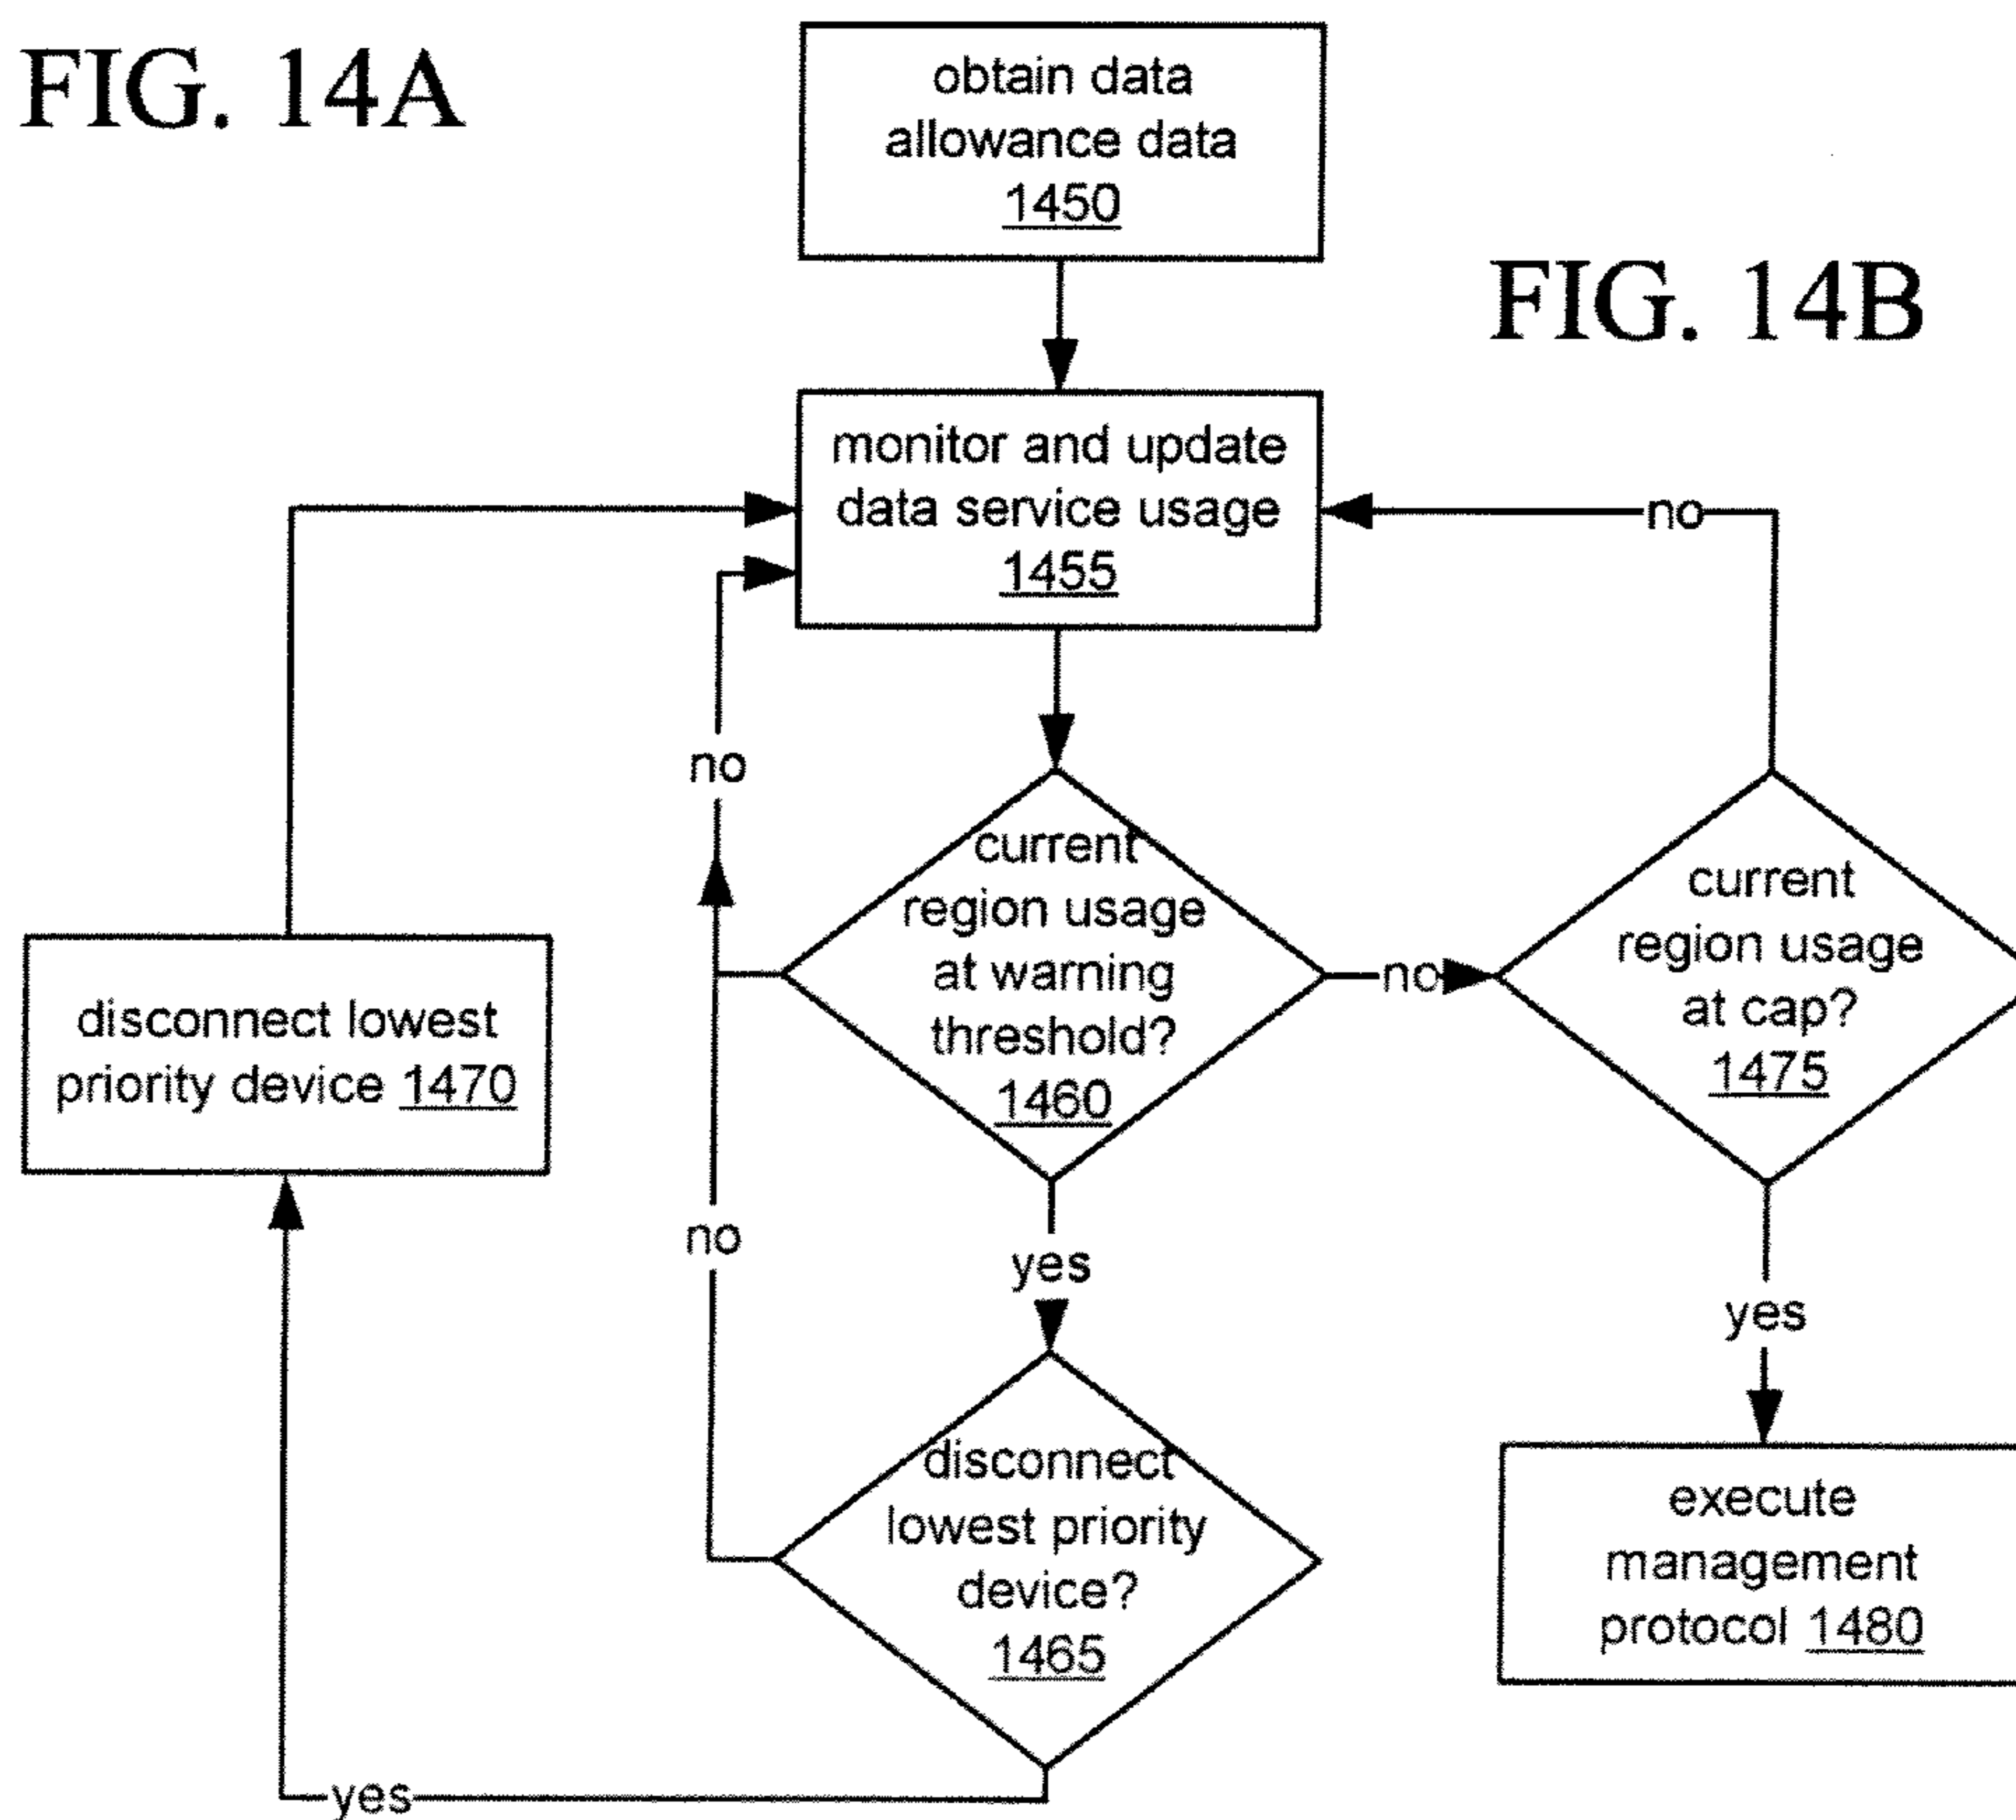 FIG. 14A
obtain data
allowance data
1450
FIG. 14B
monitor and update
data service usage
1455
no
no
current
region usage
at warning
threshold?
1460
no
current
region usage
at cap?
1475
disconnect lowest
priority device 1470
no
yes
yes
disconnect
lowest priority
device?
1465
execute
management
protocol 1480
yes